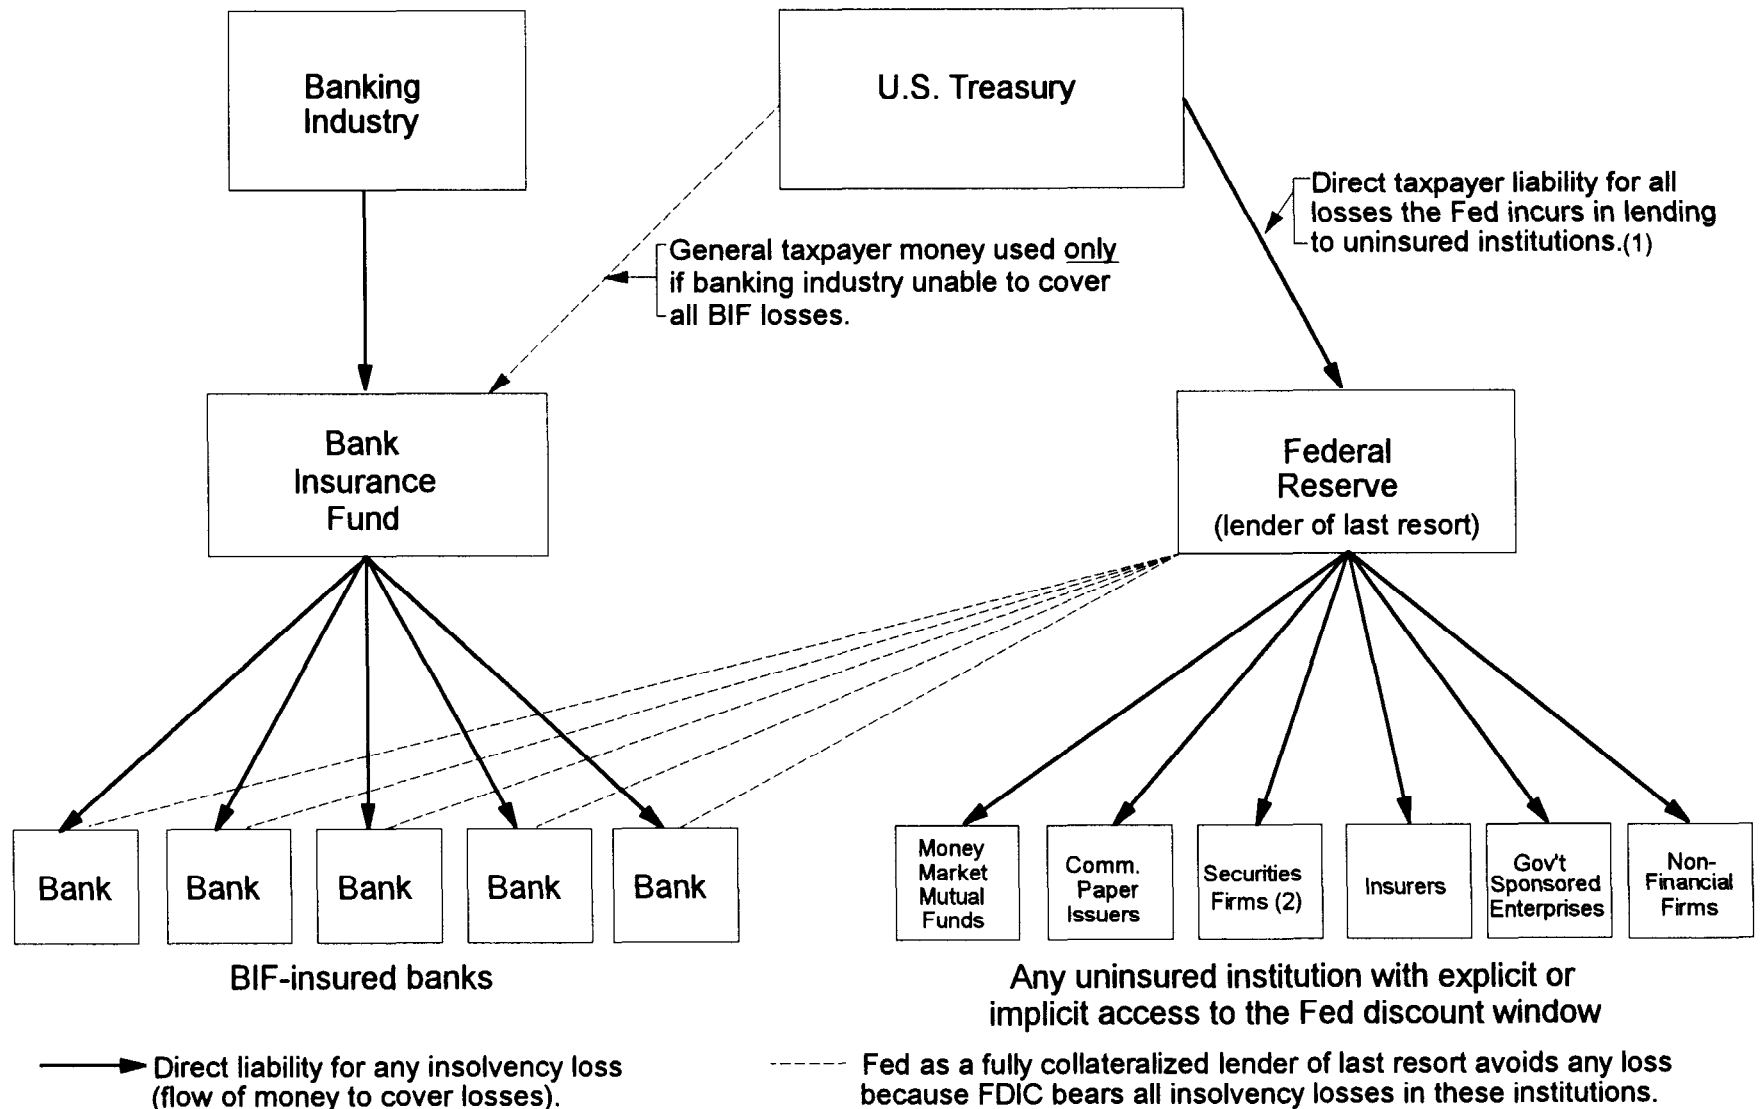 Banking
Industry
U.S. Treasury
Direct taxpayer liability for all
losses the Fed incurs in lending
to uninsured institutions.(1)
General taxpayer money used only
if banking industry unable to cover
all BIF losses.
Bank
Insurance
Fund
Federal
Reserve
(lender of last resort)
Bank
Bank
Bank
Bank
Bank
Money
Market
Mutual
Funds
Comm.
Paper
Issuers
Securities
Firms (2)
Insurers
Gov't
Sponsored
Enterprises
Non-
Financial
Firms
BIF-insured banks
Any uninsured institution with explicit or
implicit access to the Fed discount window
Direct liability for any insolvency loss
(flow of money to cover losses).
Fed as a fully collateralized lender of last resort avoids any loss
because FDIC bears all insolvency losses in these institutions.